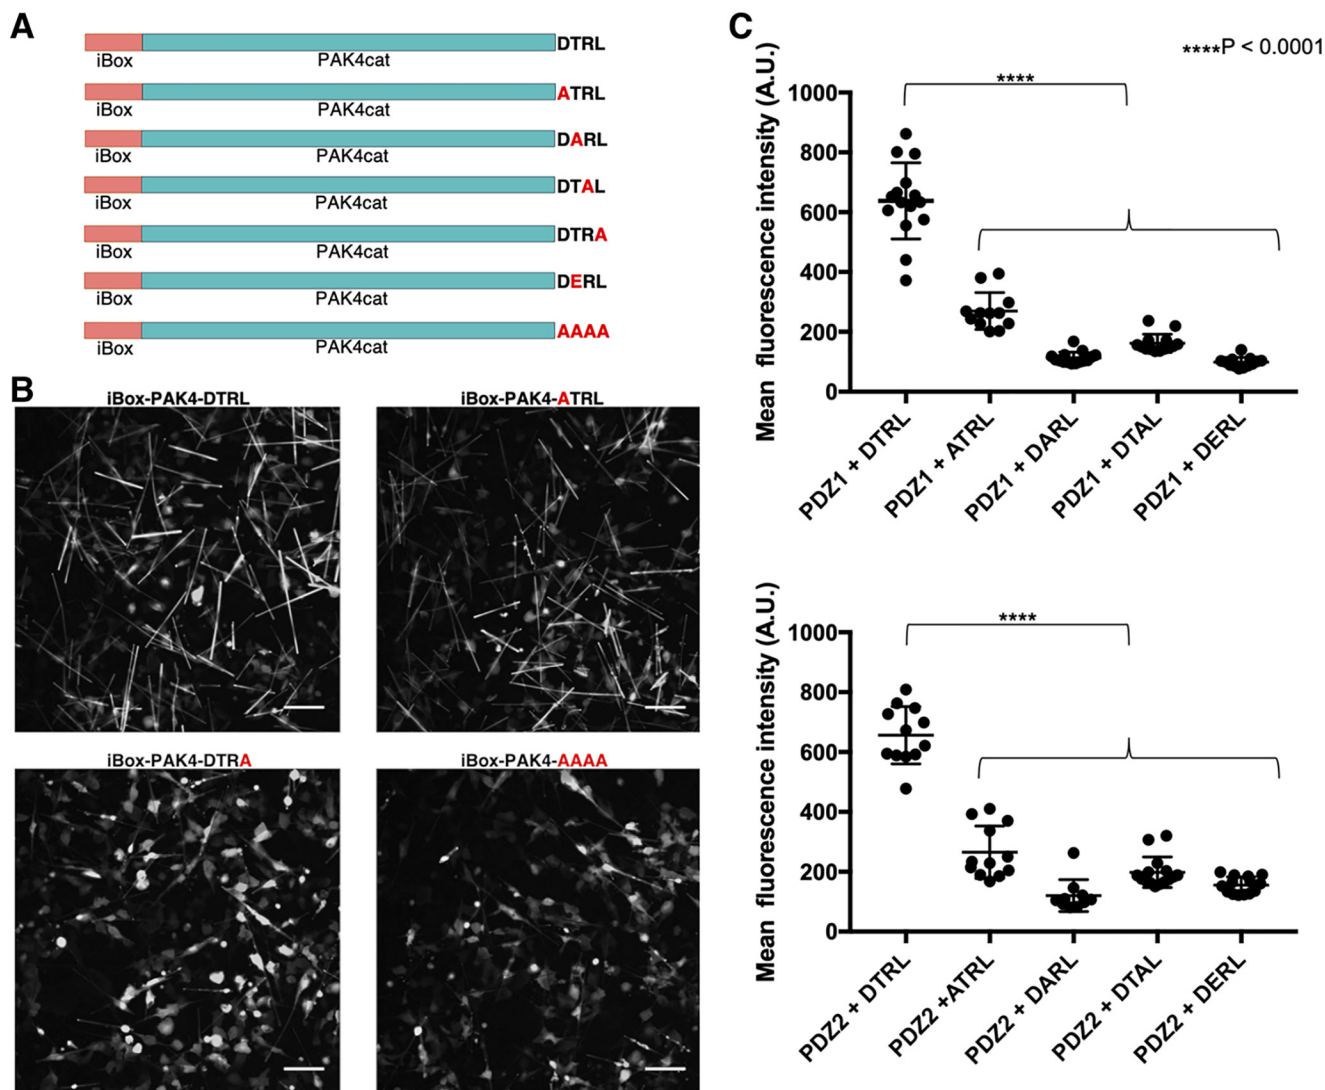 A
DTRL
iBox PAK4cat
ATRL
iBox PAK4cat
DARL
iBox PAK4cat
DTAL
iBox PAK4cat
DTRA
iBox PAK4cat
DERL
iBox PAK4cat
AAAA
iBox PAK4cat
B
iBox-PAK4-DTRL
iBox-PAK4-ATRL
iBox-PAK4-DTRA
iBox-PAK4-AAAA
C
****P < 0.0001
Mean fluorescence intensity (A.U.)
****
1000
800
600
400
200
0
PDZ1 + DTRL
PDZ1 + ATRL
PDZ1 + DARL
PDZ1 + DTAL
PDZ1 + DERL
Mean fluorescence intensity (A.U.)
****
1000
800
600
400
200
0
PDZ2 + DTRL
PDZ2 +ATRL
PDZ2 + DARL
PDZ2 + DTAL
PDZ2 + DERL